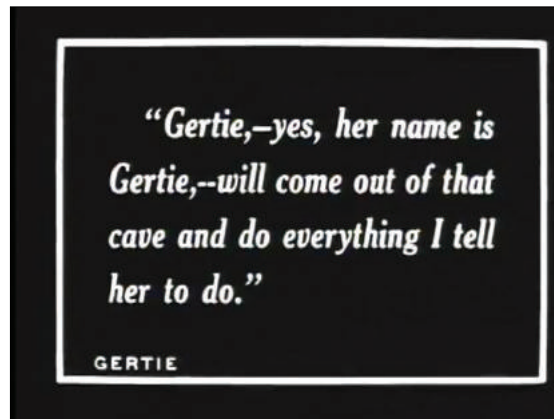 “Gertie,–yes, her name is
Gertie,--will come out of that
cave and do everything I tell
her to do.”
GERTIE